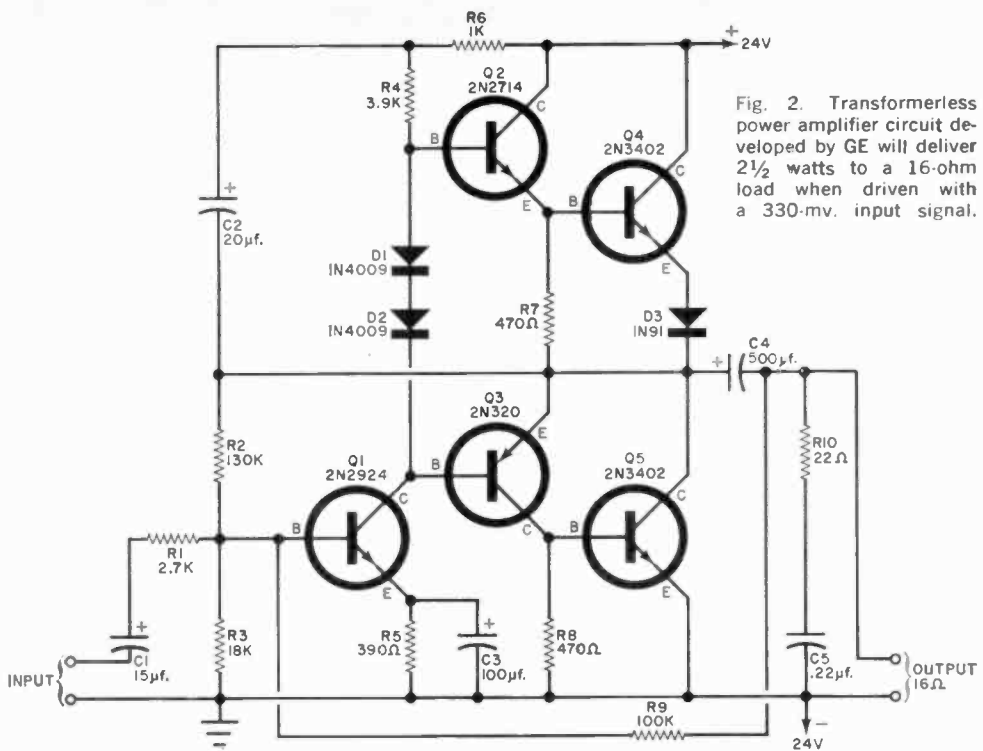 R6
1K
+
24V
Q2
2N2714
R4
3.9K
C
B
Q4
2N3402
Fig. 2. Transformerless
power amplifier circuit de-
veloped by GE will deliver
2½ watts to a 16-ohm
load when driven with
a 330-mv. input signal.
C
E
B
+
C2
20µf.
E
D1
1N4009
D2
1N4009
R7
470Ω
D3
1N91
C4
500µf.
+
Q3
2N320
E
R2
130K
Q1
2N2924
B
C
Q5
2N3402
C
R10
22Ω
B
C
B
R1
2.7K
E
E
+
+
R3
18K
R5
390Ω
C3
100µf.
R8
470Ω
C5
.22µf.
C1
15µf.
INPUT
OUTPUT
16Ω
R9
100K
−
24V